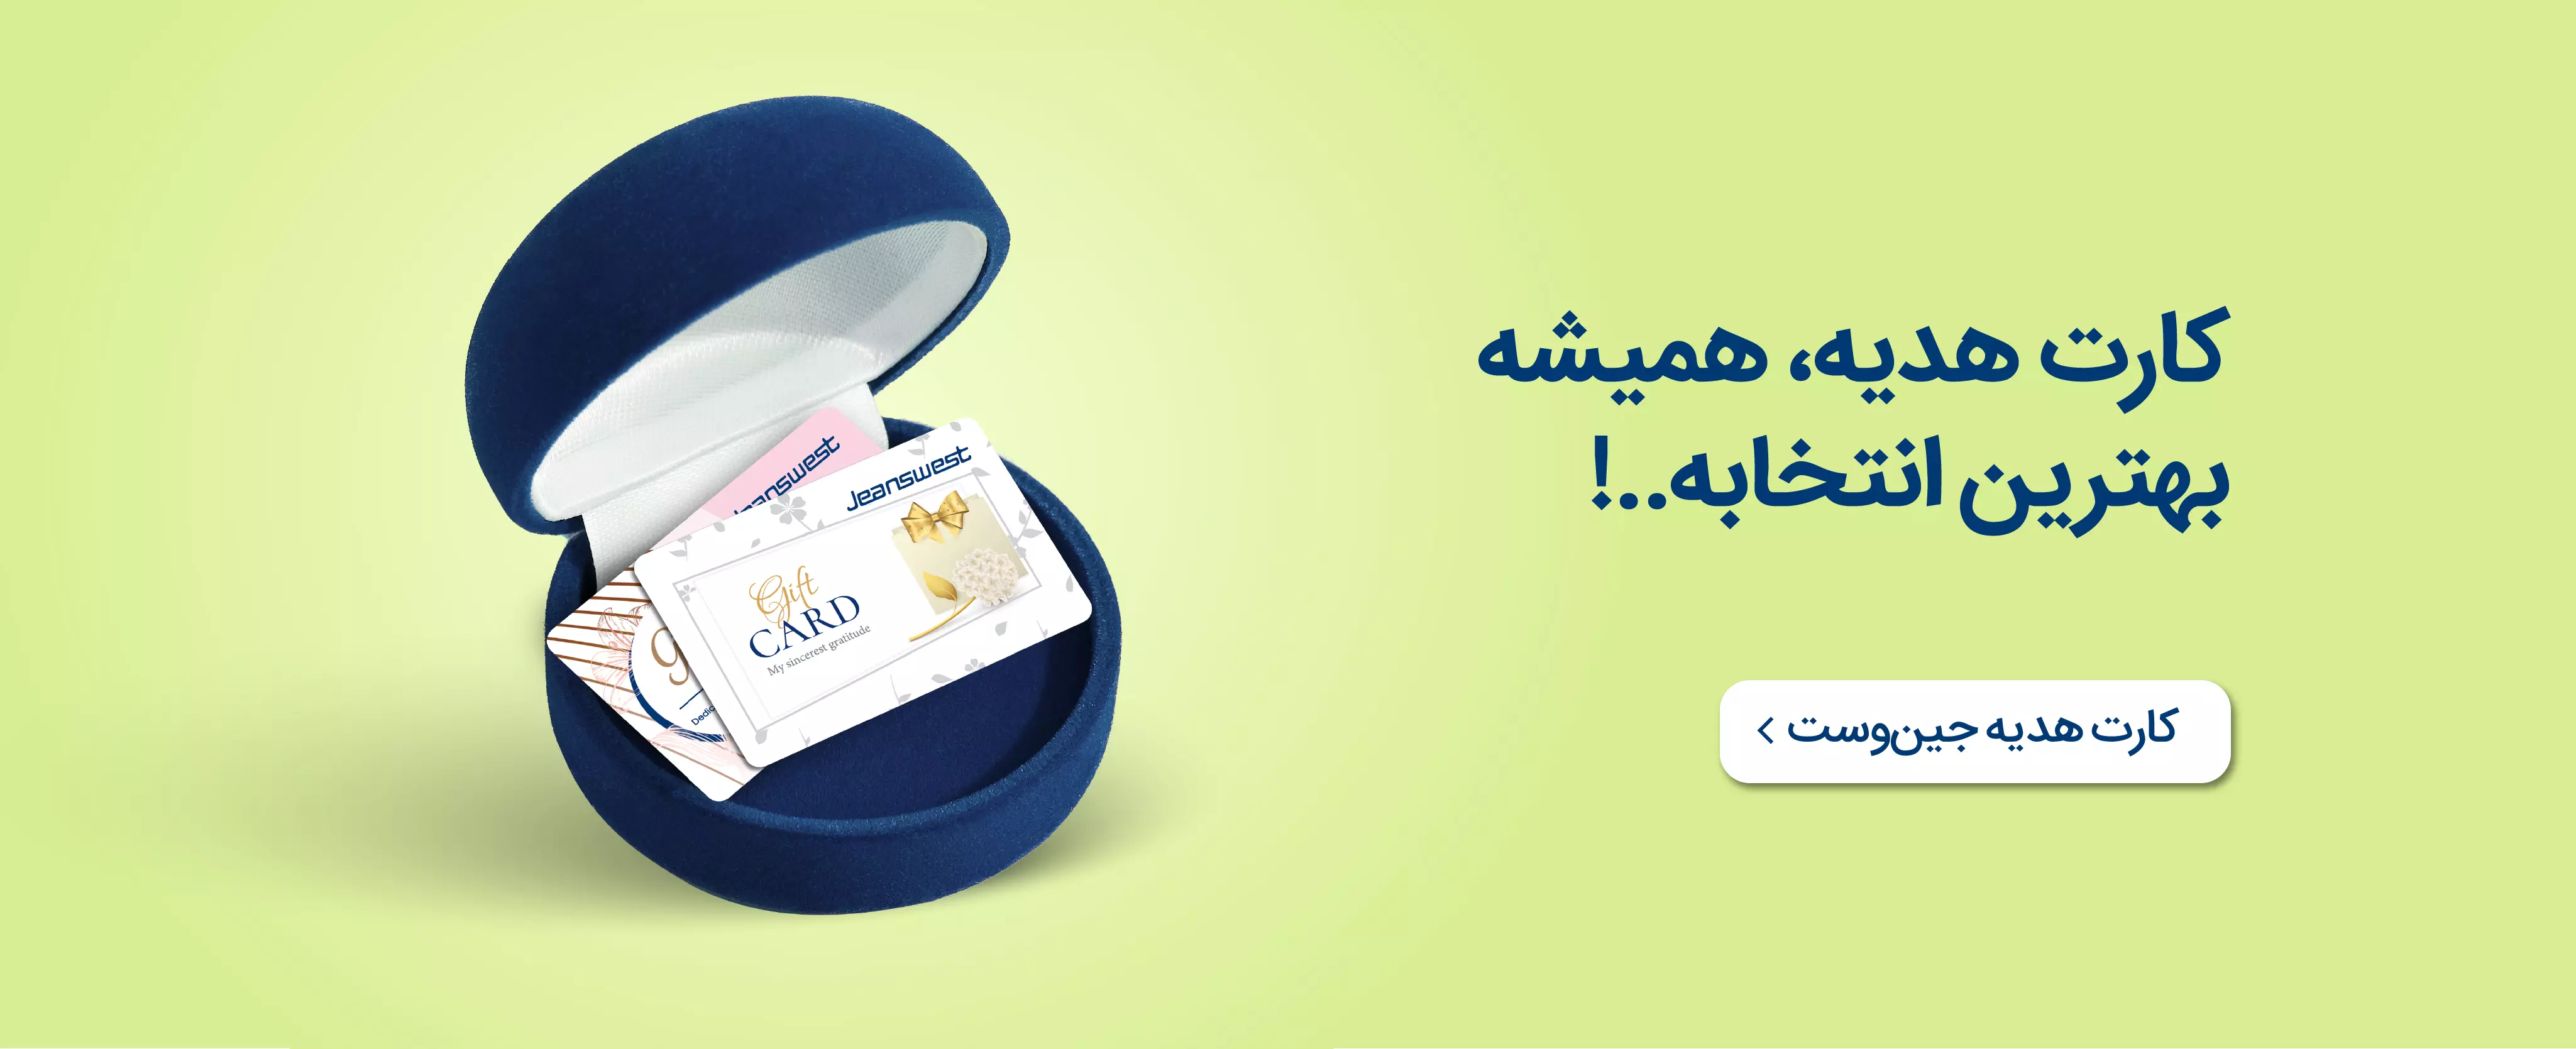 کارت هدیه، همیشه
بهترین انتخابه..!
کارت هدیه جین‌وست
Jeanswest
Jeanswest
Gift
CARD
My sincerest gratitude